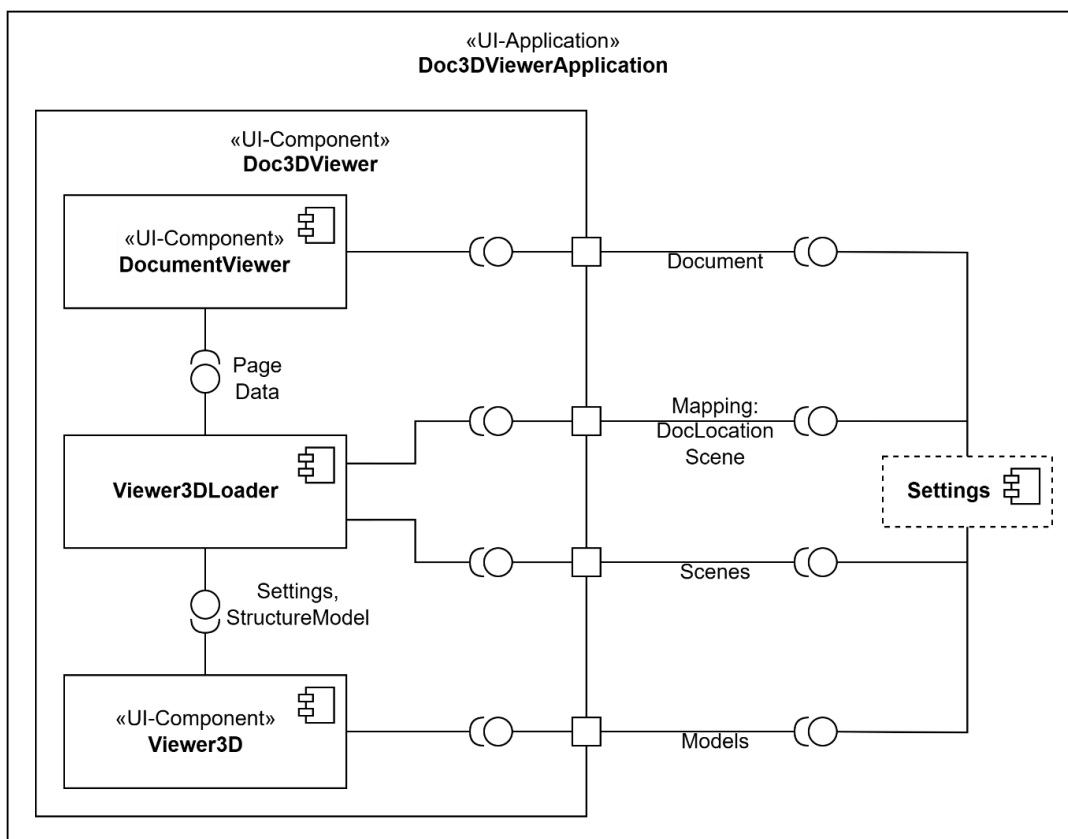 «UI-Application»
Doc3DViewerApplication
«UI-Component»
Doc3DViewer
«UI-Component»
DocumentViewer
Document
Page
Data
Mapping:
DocLocation
Scene
Viewer3DLoader
Settings
Scenes
Settings,
StructureModel
«UI-Component»
Viewer3D
Models